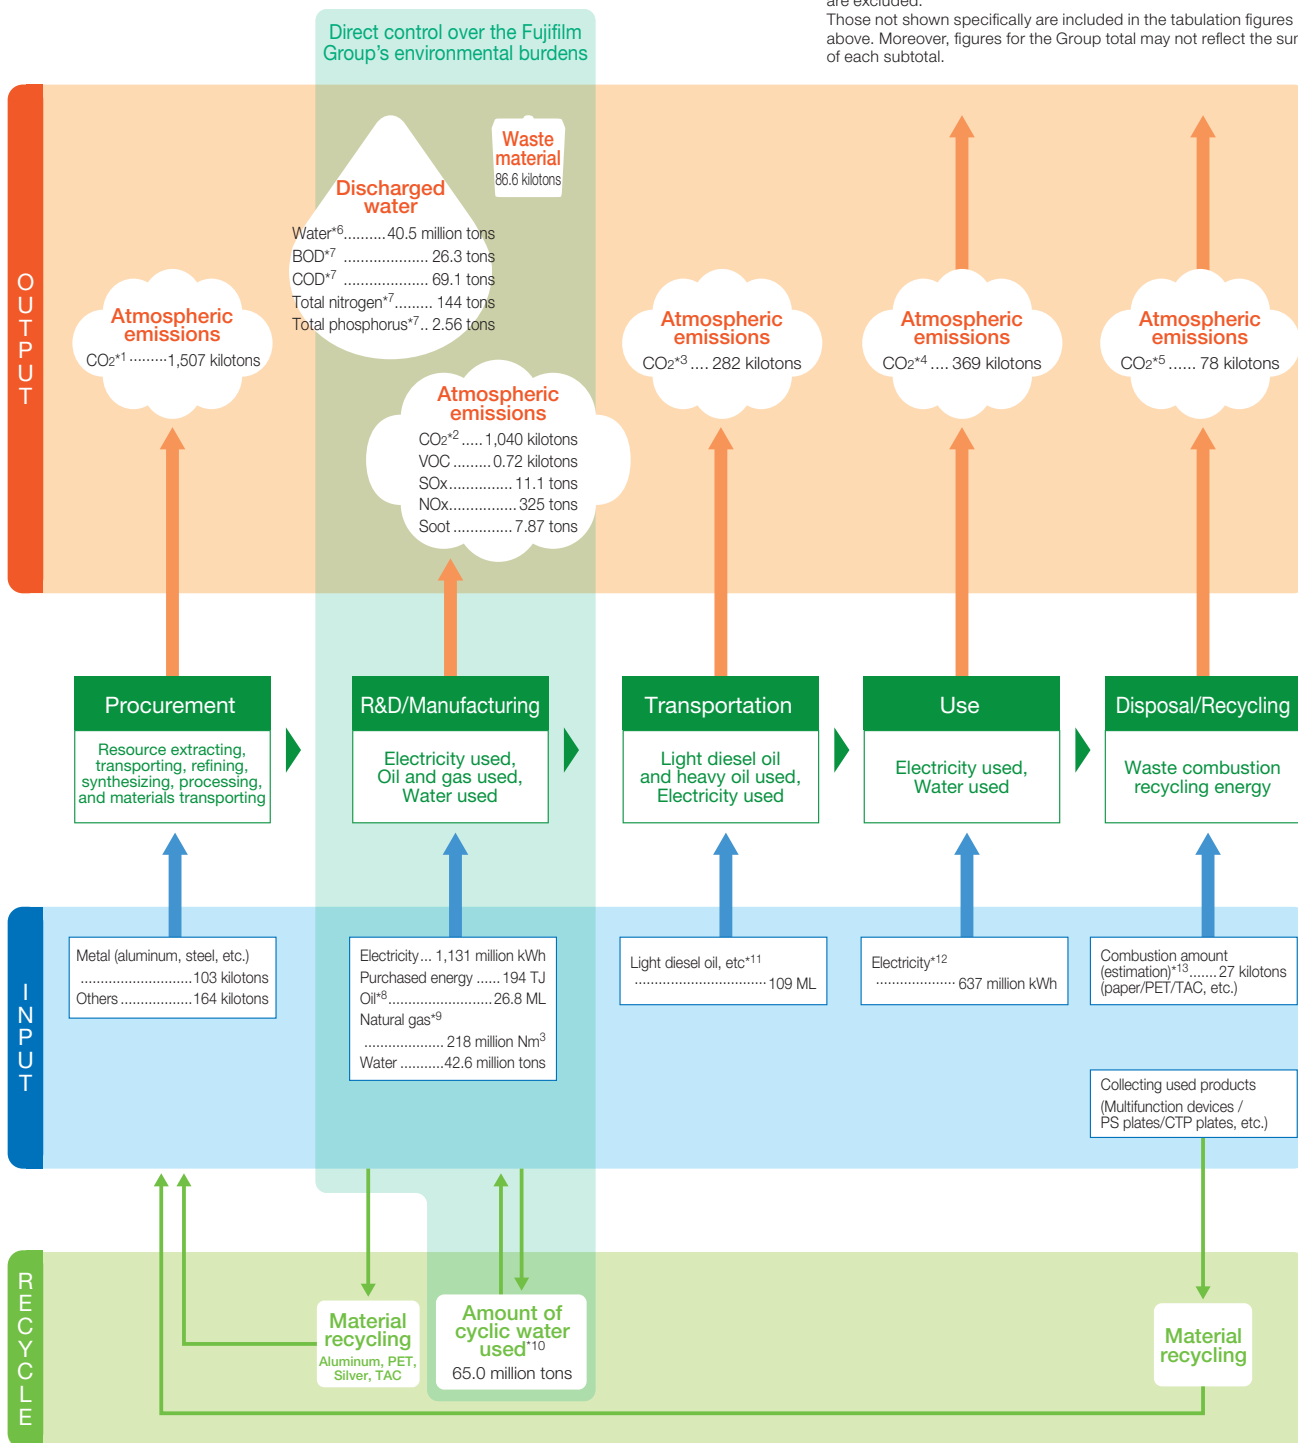 are excluded.
Those not shown specifically are included in the tabulation figures
above. Moreover, figures for the Group total may not reflect the sum
of each subtotal.
Direct control over the Fujifilm
Group's environmental burdens
OUTPUT
Atmospheric
emissions
CO2*1 .........1,507 kilotons
Discharged
water
Water*6..........40.5 million tons
BOD*7 .................... 26.3 tons
COD*7 .................... 69.1 tons
Total nitrogen*7......... 144 tons
Total phosphorus*7.. 2.56 tons
Waste
material
86.6 kilotons
Atmospheric
emissions
CO2*2 ..... 1,040 kilotons
VOC ......... 0.72 kilotons
SOx............... 11.1 tons
NOx................ 325 tons
Soot .............. 7.87 tons
Atmospheric
emissions
CO2*3 .... 282 kilotons
Atmospheric
emissions
CO2*4 .... 369 kilotons
Atmospheric
emissions
CO2*5 ...... 78 kilotons
Procurement
Resource extracting,
transporting, refining,
synthesizing, processing,
and materials transporting
R&D/Manufacturing
Electricity used,
Oil and gas used,
Water used
Transportation
Light diesel oil
and heavy oil used,
Electricity used
Use
Electricity used,
Water used
Disposal/Recycling
Waste combustion
recycling energy
INPUT
Metal (aluminum, steel, etc.)
...........................103 kilotons
Others .................164 kilotons
Electricity... 1,131 million kWh
Purchased energy ...... 194 TJ
Oil*8.........................26.8 ML
Natural gas*9
................... 218 million Nm3
Water ...........42.6 million tons
Light diesel oil, etc*11
................................. 109 ML
Electricity*12
.................... 637 million kWh
Combustion amount
(estimation)*13....... 27 kilotons
(paper/PET/TAC, etc.)
Collecting used products
(Multifunction devices /
PS plates/CTP plates, etc.)
RECYCLE
Material
recycling
Aluminum, PET,
Silver, TAC
Amount of
cyclic water
used*10
65.0 million tons
Material
recycling